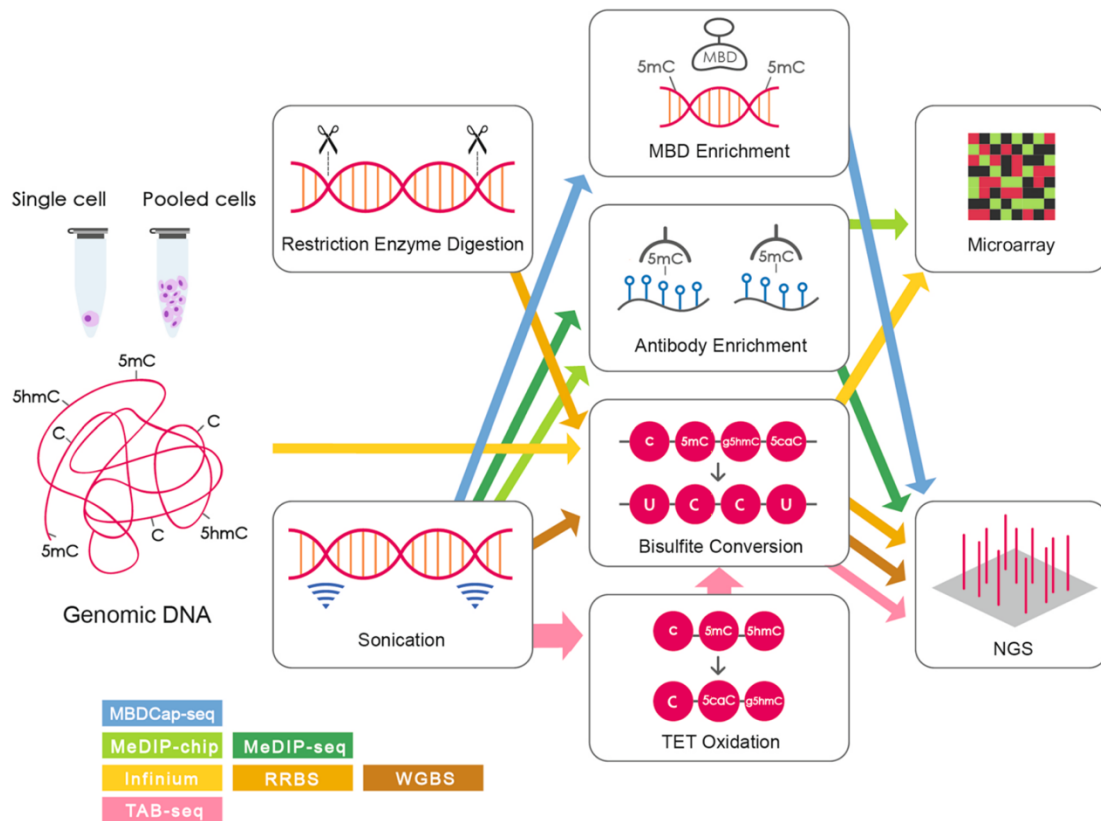 Single cell
Pooled cells
5mC
5hmC
C
C
C
5hmC
5mC
Genomic DNA
Restriction Enzyme Digestion
Sonication
MBD
5mC
5mC
MBD Enrichment
5mC
5mC
Antibody Enrichment
C 5mC g5hmC 5caC
U C C U
Bisulfite Conversion
C 5mC 5hmC
C 5caC g5hmC
TET Oxidation
Microarray
NGS
MBDCap-seq
MeDIP-chip MeDIP-seq
Infinium RRBS WGBS
TAB-seq